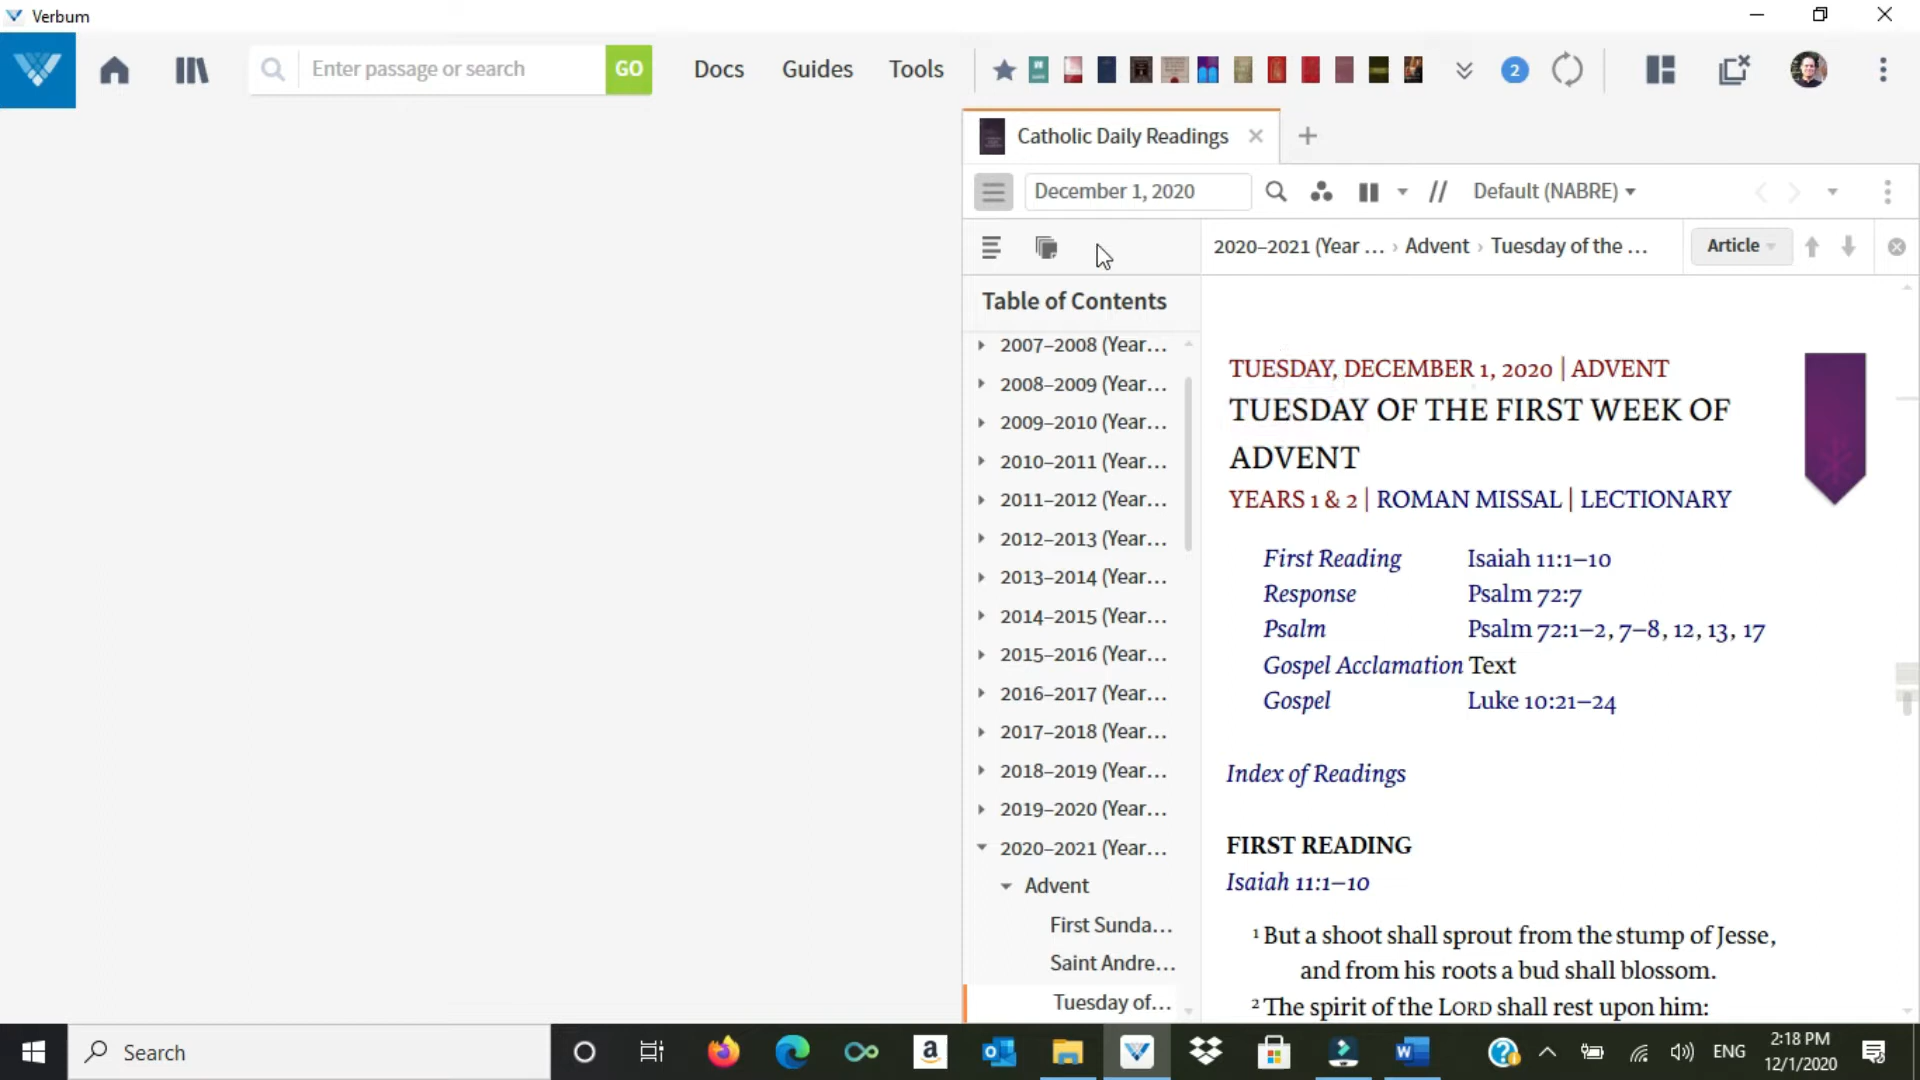 Verbum
Enter passage or search
GO
Docs
Guides
Tools
2
Catholic Daily Readings
December 1, 2020
Default (NABRE)
2020–2021 (Year ... › Advent › Tuesday of the ...
Article
Table of Contents
2007–2008 (Year...
2008–2009 (Year...
2009–2010 (Year...
2010–2011 (Year...
2011–2012 (Year...
2012–2013 (Year...
2013–2014 (Year...
2014–2015 (Year...
2015–2016 (Year...
2016–2017 (Year...
2017–2018 (Year...
2018–2019 (Year...
2019–2020 (Year...
2020–2021 (Year...
Advent
First Sunda...
Saint Andre...
Tuesday of...
TUESDAY, DECEMBER 1, 2020 | ADVENT
TUESDAY OF THE FIRST WEEK OF
ADVENT
YEARS 1 & 2 | ROMAN MISSAL | LECTIONARY
First Reading Isaiah 11:1–10
Response Psalm 72:7
Psalm Psalm 72:1–2, 7–8, 12, 13, 17
Gospel Acclamation Text
Gospel Luke 10:21–24
Index of Readings
FIRST READING
Isaiah 11:1–10
1 But a shoot shall sprout from the stump of Jesse,
and from his roots a bud shall blossom.
2 The spirit of the LORD shall rest upon him:
Search
ENG
2:18 PM
12/1/2020